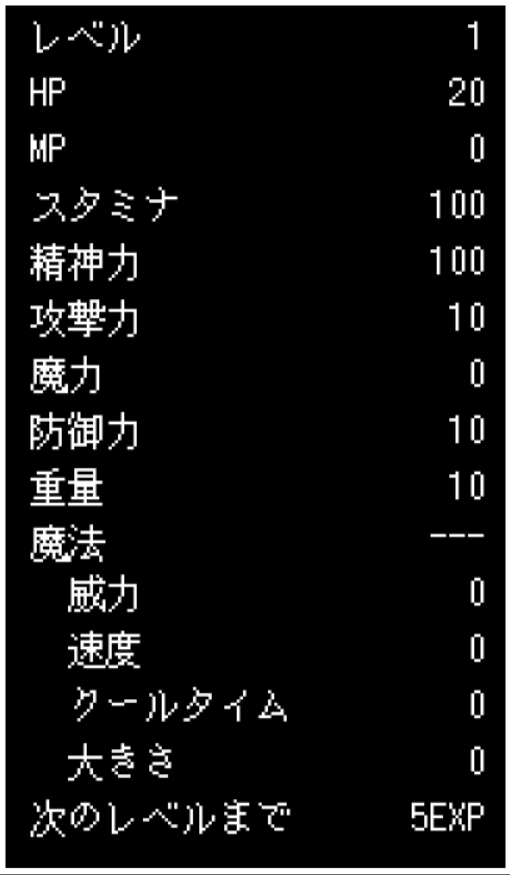 レベル 1
HP 20
MP 0
スタミナ 100
精神力 100
攻撃力 10
魔力 0
防御力 10
重量 10
魔法 ---
威力 0
速度 0
クールタイム 0
大きさ 0
次のレベルまで 5EXP